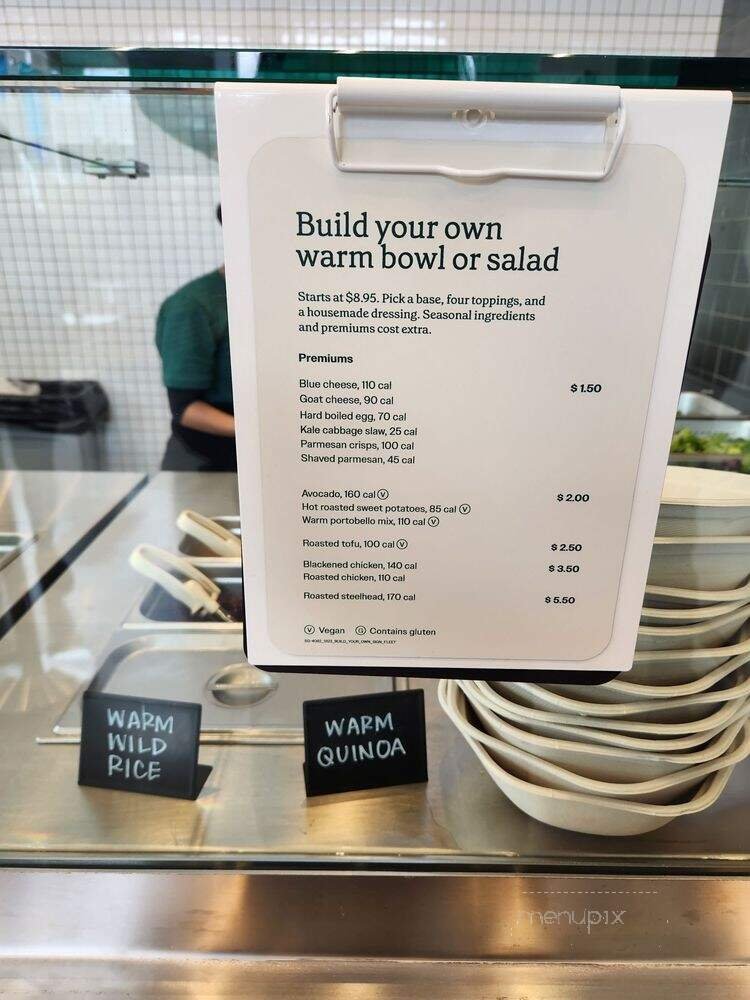 Build your own
warm bowl or salad
Starts at $8.95. Pick a base, four toppings, and
a housemade dressing. Seasonal ingredients
and premiums cost extra.
Premiums
Blue cheese, 110 cal $ 1.50
Goat cheese, 90 cal
Hard boiled egg, 70 cal
Kale cabbage slaw, 25 cal
Parmesan crisps, 100 cal
Shaved parmesan, 45 cal
Avocado, 160 cal Ⓥ $ 2.00
Hot roasted sweet potatoes, 85 cal Ⓥ
Warm portobello mix, 110 cal Ⓥ
Roasted tofu, 100 cal Ⓥ $ 2.50
Blackened chicken, 140 cal $ 3.50
Roasted chicken, 110 cal
Roasted steelhead, 170 cal $ 5.50
Ⓥ Vegan Ⓖ Contains gluten
WARM
WILD
RICE
WARM
QUINOA
menupix